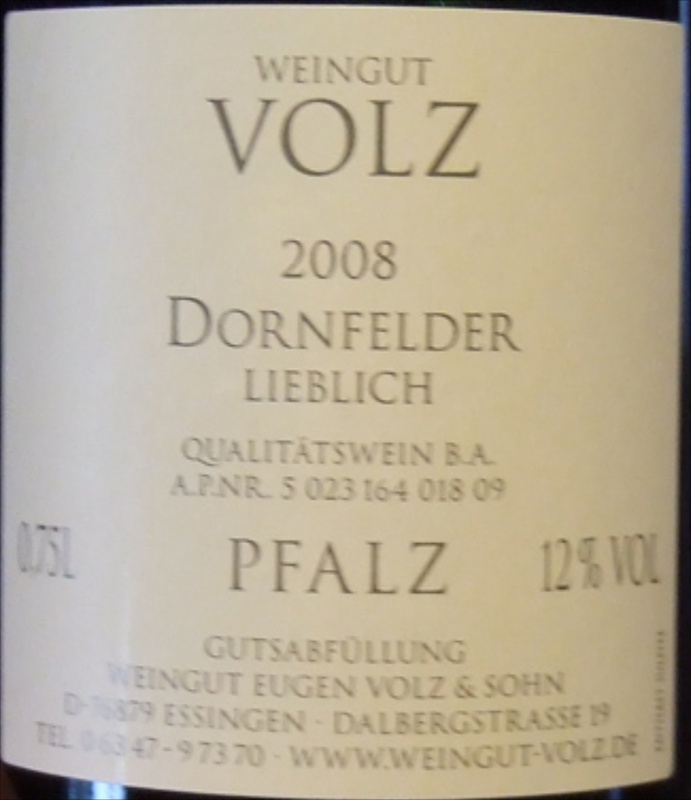 WEINGUT
VOLZ
2008
DORNFELDER
LIEBLICH
QUALITÄTSWEIN B.A.
A.P.NR. 5 023 164 018 09
0,75L PFALZ 12% VOL
GUTSABFÜLLUNG
WEINGUT EUGEN VOLZ & SOHN
D-76879 ESSINGEN · DALBERGSTRASSE 19
TEL. 06347-97370 · WWW.WEINGUT-VOLZ.DE